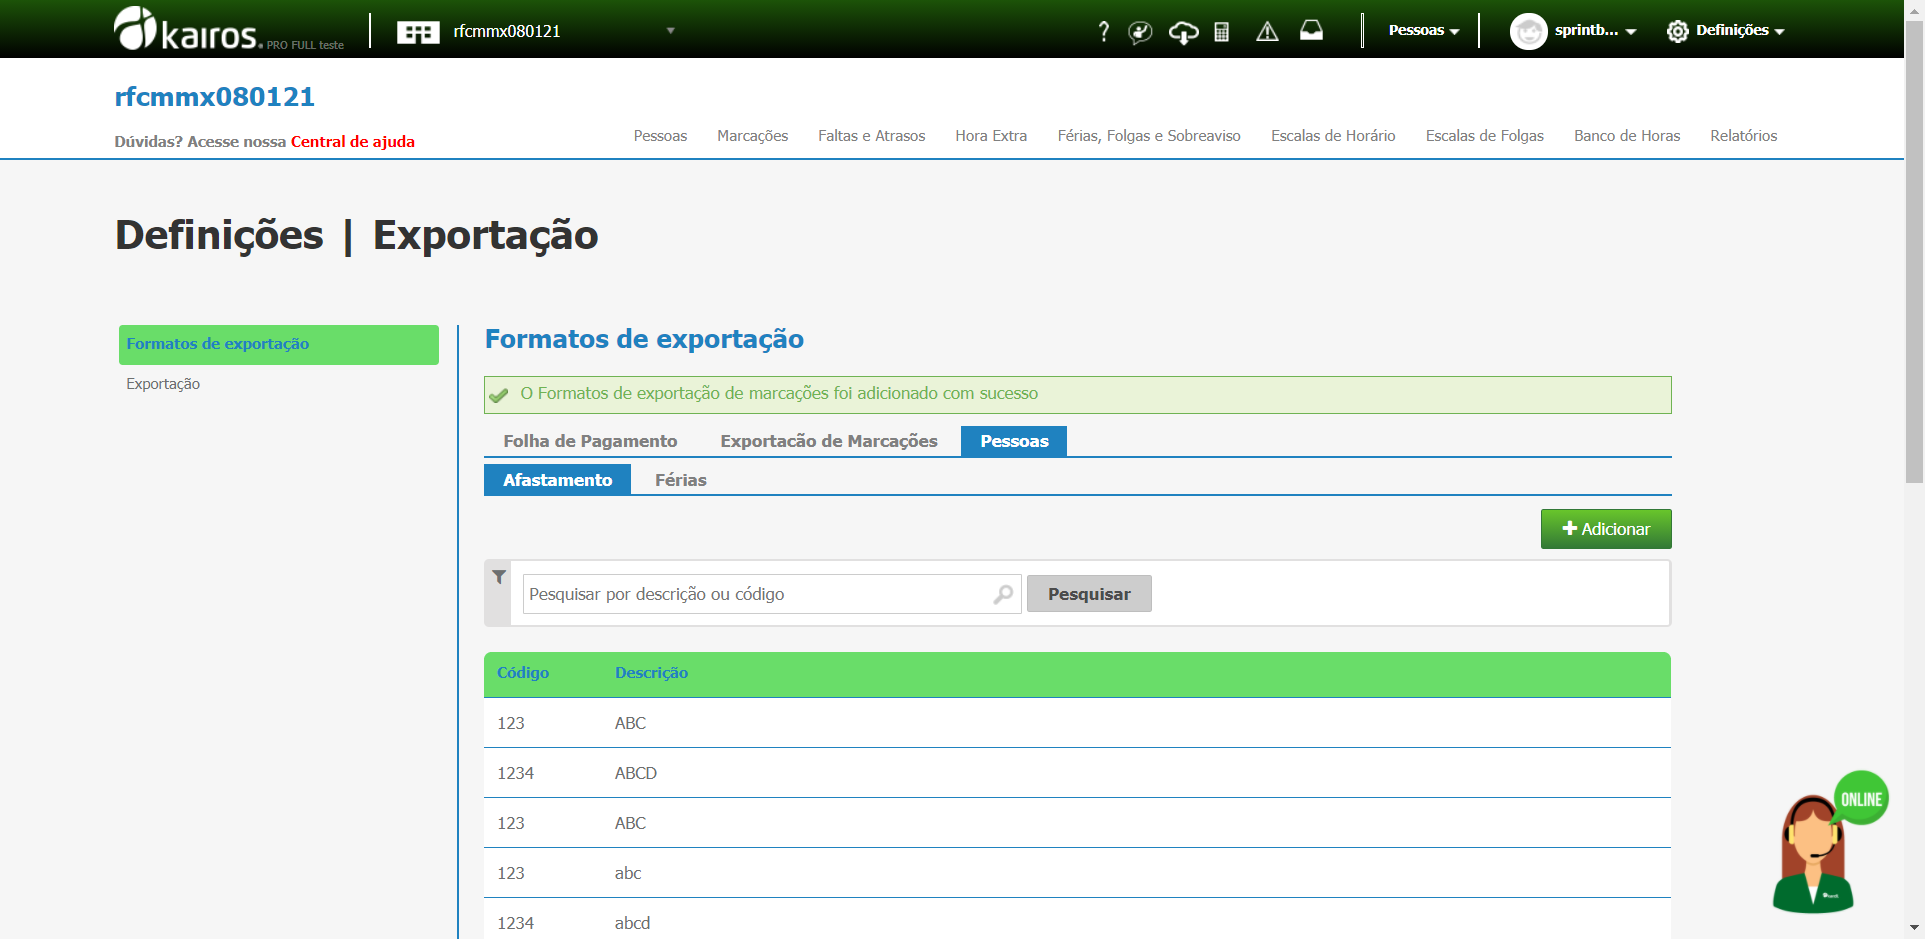 kairos. PRO FULL teste
rfcmmx080121
Pessoas
sprintb...
Definições
rfcmmx080121
Dúvidas? Acesse nossa Central de ajuda
Pessoas Marcações Faltas e Atrasos Hora Extra Férias, Folgas e Sobreaviso Escalas de Horário Escalas de Folgas Banco de Horas Relatórios
Definições | Exportação
Formatos de exportação
Exportação
Formatos de exportação
O Formatos de exportação de marcações foi adicionado com sucesso
Folha de Pagamento Exportacão de Marcações Pessoas
Afastamento Férias
Adicionar
Pesquisar por descrição ou código Pesquisar
Código Descrição
123 ABC
1234 ABCD
123 ABC
123 abc
1234 abcd
ONLINE